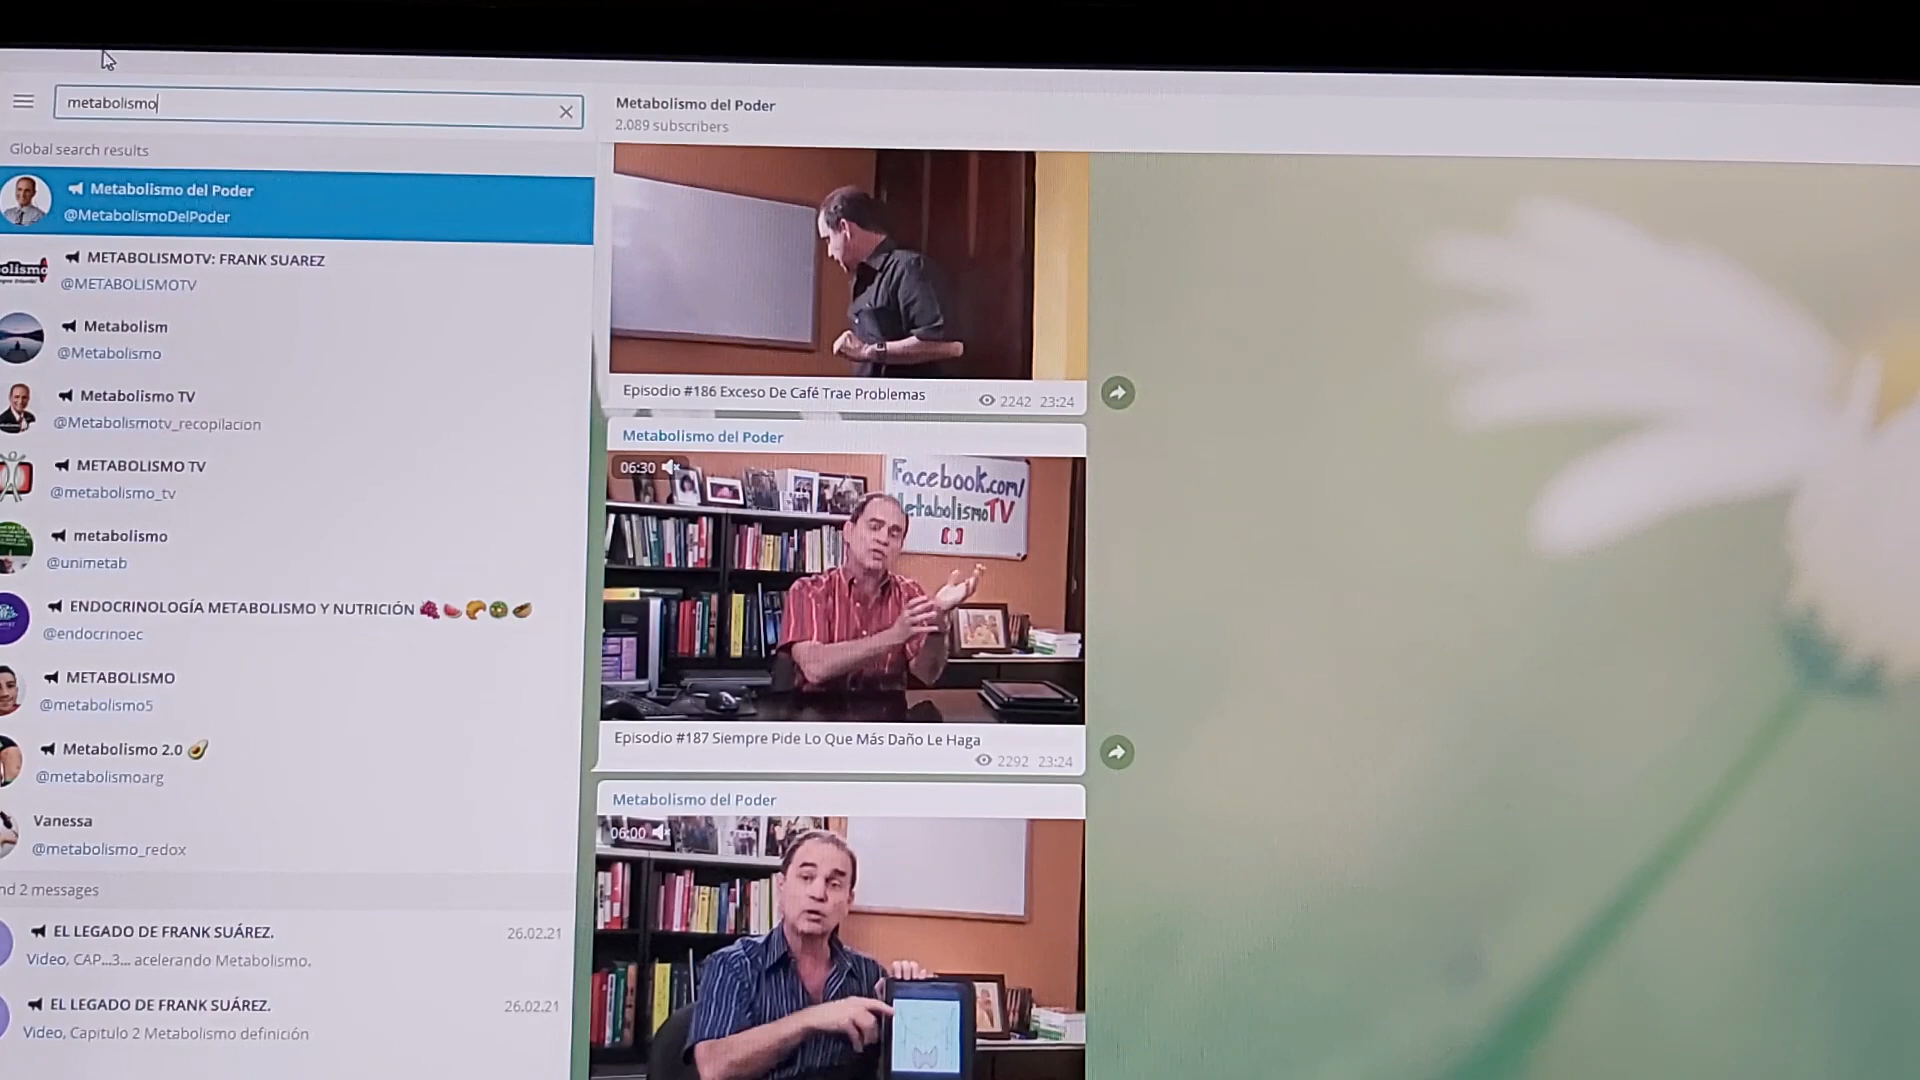 metabolismo
Global search results
Metabolismo del Poder
@MetabolismoDelPoder
METABOLISMOTV: FRANK SUAREZ
@METABOLISMOTV
Metabolism
@Metabolismo
Metabolismo TV
@Metabolismotv_recopilacion
METABOLISMO TV
@metabolismo_tv
metabolismo
@unimetab
ENDOCRINOLOGÍA METABOLISMO Y NUTRICIÓN 🍇🍉🥐🥝🥖
@endocrinoec
METABOLISMO
@metabolismo5
Metabolismo 2.0 🥑
@metabolismoarg
Vanessa
@metabolismo_redox
nd 2 messages
EL LEGADO DE FRANK SUÁREZ. 26.02.21
Video, CAP...3... acelerando Metabolismo.
EL LEGADO DE FRANK SUÁREZ. 26.02.21
Video, Capitulo 2 Metabolismo definición
Metabolismo del Poder
2.089 subscribers
Episodio #186 Exceso De Café Trae Problemas
2242 23:24
Metabolismo del Poder
06:30
Facebook.com/
etabolismoTV
Episodio #187 Siempre Pide Lo Que Más Daño Le Haga
2292 23:24
Metabolismo del Poder
06:00